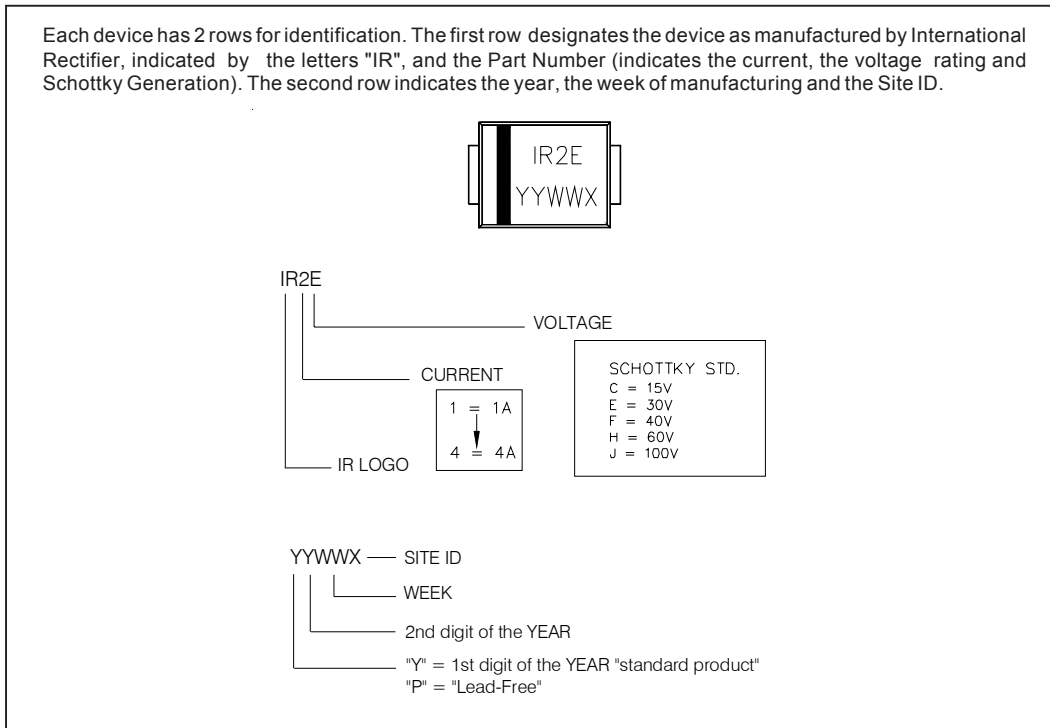 Each device has 2 rows for identification. The first row designates the device as manufactured by International
Rectifier, indicated by the letters "IR", and the Part Number (indicates the current, the voltage rating and
Schottky Generation). The second row indicates the year, the week of manufacturing and the Site ID.
IR2E
YYWWX
IR2E
VOLTAGE
SCHOTTKY STD.
C = 15V
E = 30V
F = 40V
H = 60V
J = 100V
CURRENT
1 = 1A
4 = 4A
IR LOGO
YYWWX
SITE ID
WEEK
2nd digit of the YEAR
"Y" = 1st digit of the YEAR "standard product"
"P" = "Lead-Free"